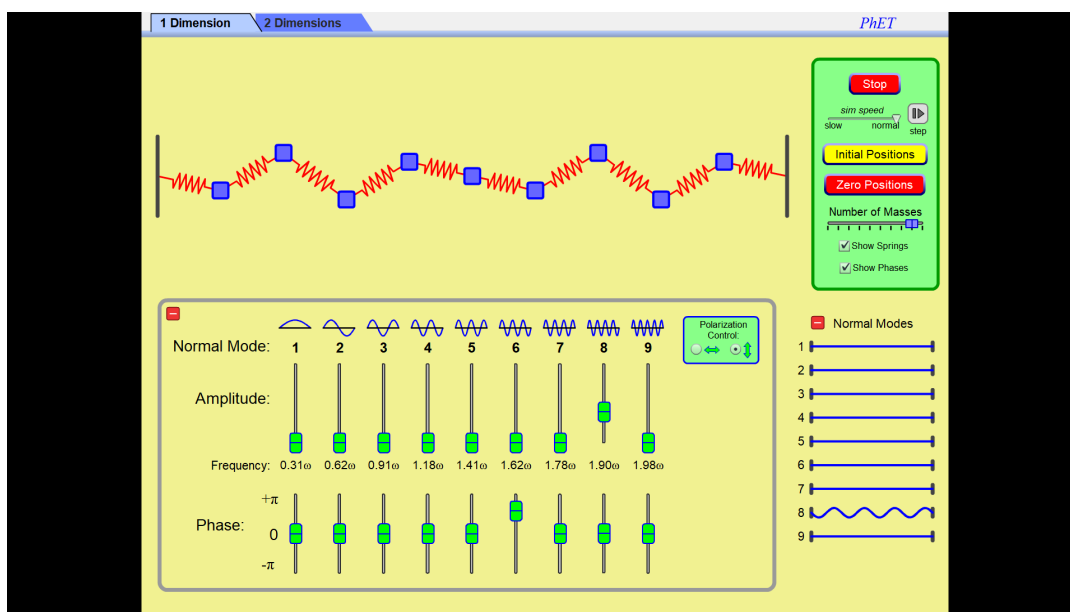 1 Dimension 2 Dimensions PhET
Stop
sim speed
slow normal step
Initial Positions
Zero Positions
Number of Masses
Show Springs
Show Phases
Normal Mode: 1 2 3 4 5 6 7 8 9
Polarization
Control:
Amplitude:
Frequency: 0.31ω 0.62ω 0.91ω 1.18ω 1.41ω 1.62ω 1.78ω 1.90ω 1.98ω
+π
Phase: 0
-π
Normal Modes
1
2
3
4
5
6
7
8
9